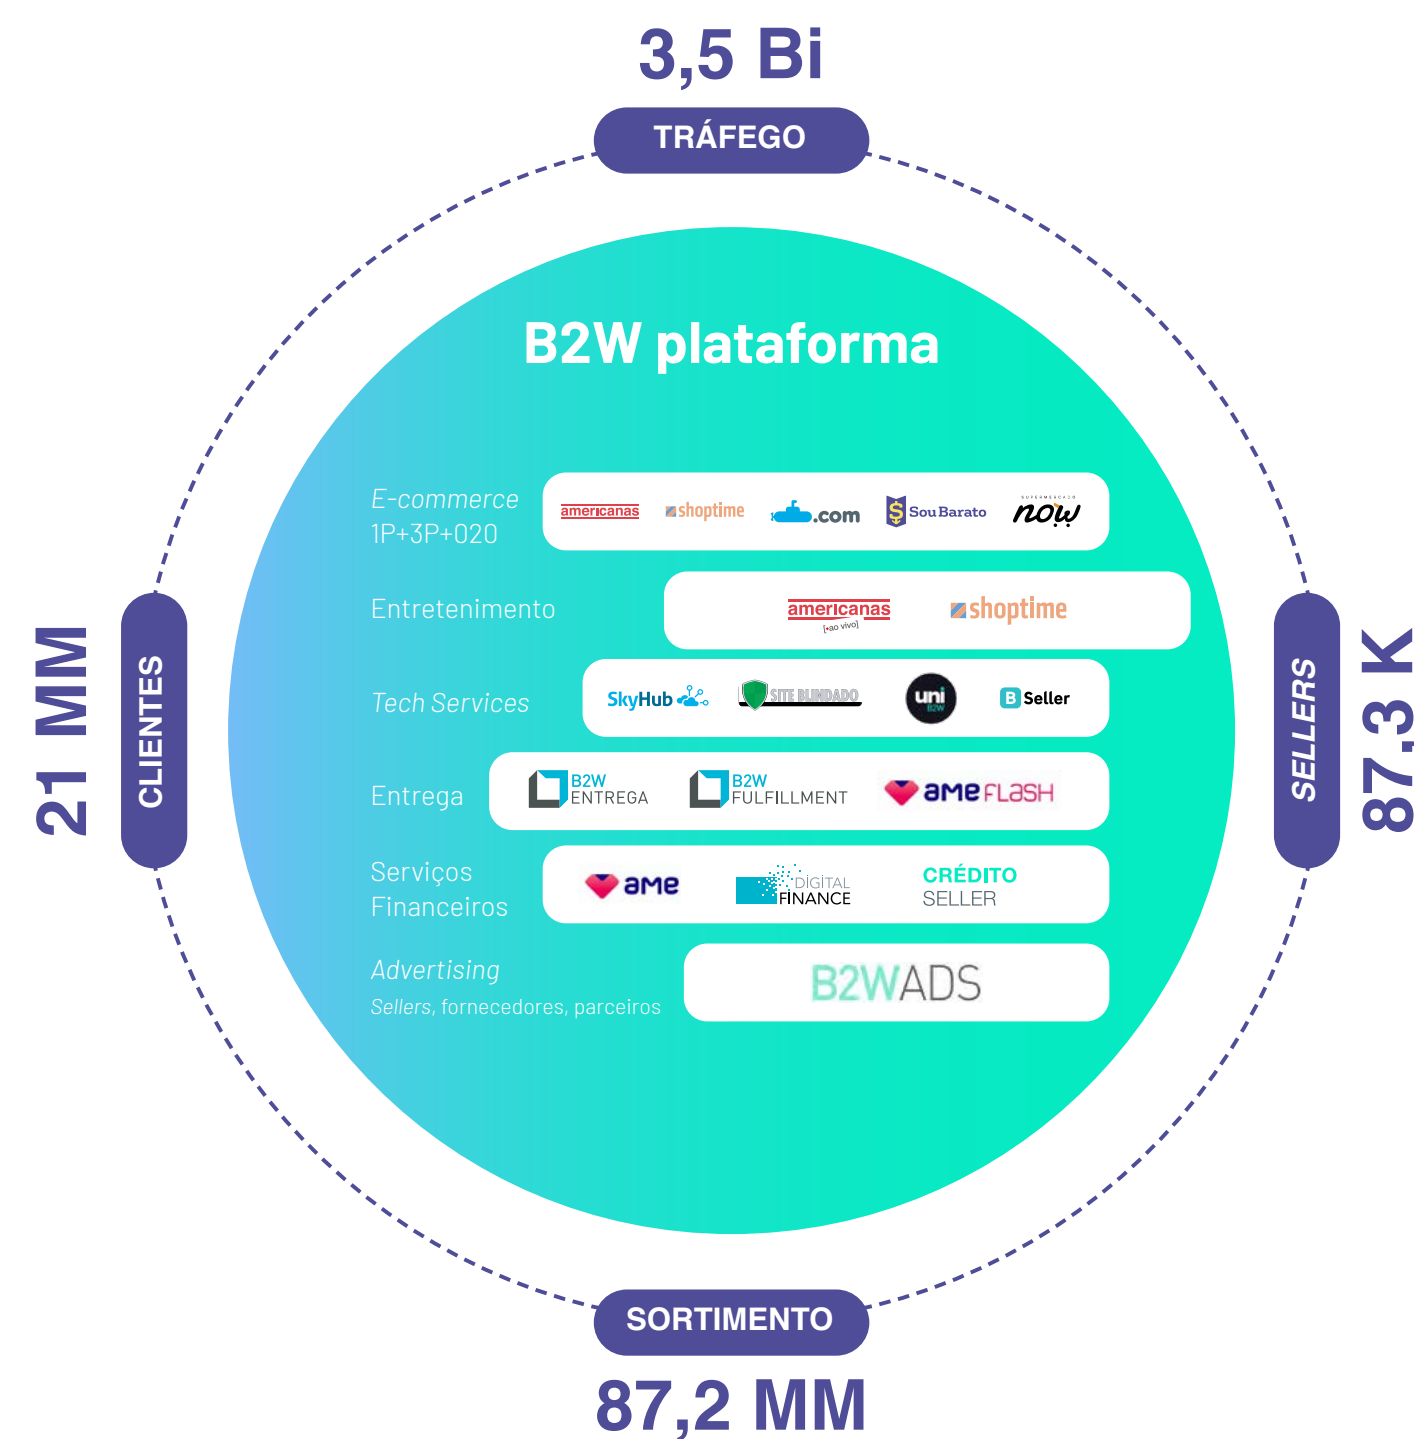 3,5 Bi
TRÁFEGO
B2W plataforma
E-commerce
1P+3P+O2O
americanas
shoptime
.com
SouBarato
SUPERMERCADO
now
Entretenimento
americanas
[•ao vivo]
shoptime
Tech Services
SkyHub
SITE BLINDADO
uni
B2W
B Seller
Entrega
B2W
ENTREGA
B2W
FULFILLMENT
ame FLASH
Serviços
Financeiros
ame
DIGITAL
FINANCE
CRÉDITO
SELLER
Advertising
Sellers, fornecedores, parceiros
B2WADS
21 MM
CLIENTES
SELLERS
87,3 K
SORTIMENTO
87,2 MM